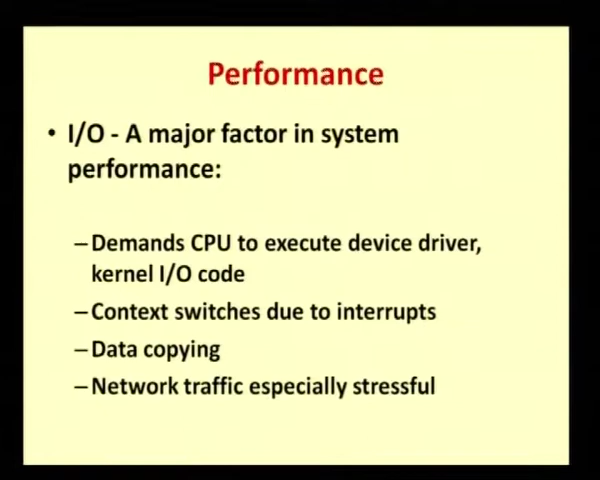 Performance
• I/O - A major factor in system
performance:
–Demands CPU to execute device driver,
kernel I/O code
–Context switches due to interrupts
–Data copying
–Network traffic especially stressful